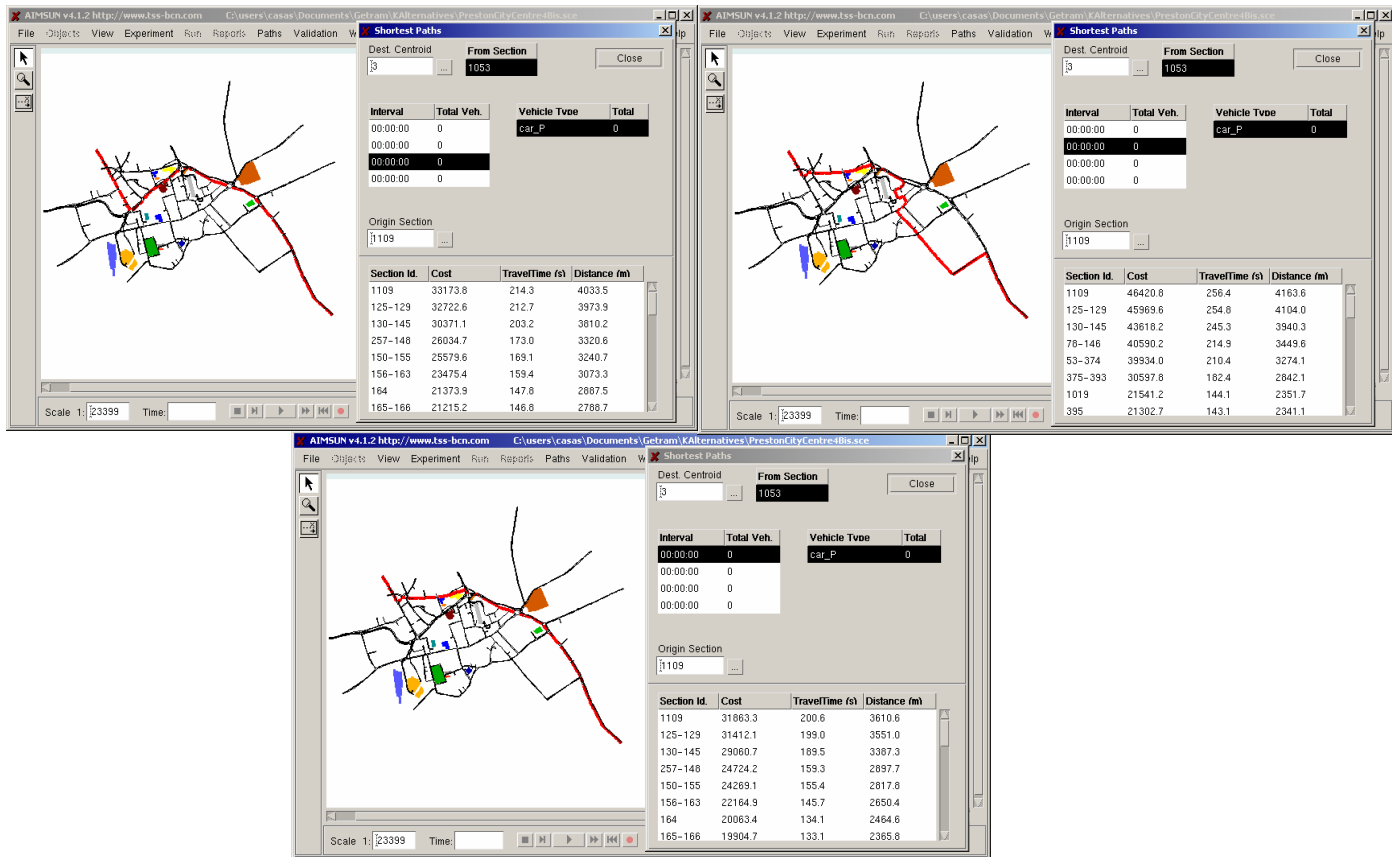 AIMSUN v4.1.2 http://www.tss-bcn.com C:\users\casas\Documents\Getram\KAlternatives\PrestonCityCentre4Bis.sce
File Objects View Experiment Run Reports Paths Validation W
Shortest Paths
Dest. Centroid From Section
3 ... 1053 Close
Interval Total Veh. Vehicle Type Total
00:00:00 0 car_P 0
00:00:00 0
00:00:00 0
00:00:00 0
Origin Section
1109 ...
Section Id. Cost TravelTime (s) Distance (m)
1109 33173.8 214.3 4033.5
125-129 32722.6 212.7 3973.9
130-145 30371.1 203.2 3810.2
257-148 26034.7 173.0 3320.6
150-155 25579.6 169.1 3240.7
156-163 23475.4 159.4 3073.3
164 21373.9 147.8 2887.5
165-166 21215.2 146.8 2788.7
Scale 1: 23399 Time:
AIMSUN v4.1.2 http://www.tss-bcn.com C:\users\casas\Documents\Getram\KAlternatives\PrestonCityCentre4Bis.sce
File Objects View Experiment Run Reports Paths Validation W lp
Shortest Paths
Dest. Centroid From Section
3 ... 1053 Close
Interval Total Veh. Vehicle Type Total
00:00:00 0 car_P 0
00:00:00 0
00:00:00 0
00:00:00 0
Origin Section
1109 ...
Section Id. Cost TravelTime (s) Distance (m)
1109 46420.8 256.4 4163.6
125-129 45969.6 254.8 4104.0
130-145 43618.2 245.3 3940.3
78-146 40590.2 214.9 3449.6
53-374 39934.0 210.4 3274.1
375-393 30597.8 182.4 2842.1
1019 21541.2 144.1 2351.7
395 21302.7 143.1 2341.1
Scale 1: 23399 Time:
AIMSUN v4.1.2 http://www.tss-bcn.com C:\users\casas\Documents\Getram\KAlternatives\PrestonCityCentre4Bis.sce
File Objects View Experiment Run Reports Paths Validation W lp
Shortest Paths
Dest. Centroid From Section
3 ... 1053 Close
Interval Total Veh. Vehicle Type Total
00:00:00 0 car_P 0
00:00:00 0
00:00:00 0
00:00:00 0
Origin Section
1109 ...
Section Id. Cost TravelTime (s) Distance (m)
1109 31863.3 200.6 3610.6
125-129 31412.1 199.0 3551.0
130-145 29060.7 189.5 3387.3
257-148 24724.2 159.3 2897.7
150-155 24269.1 155.4 2817.8
156-163 22164.9 145.7 2650.4
164 20063.4 134.1 2464.6
165-166 19904.7 133.1 2365.8
Scale 1: 23399 Time: